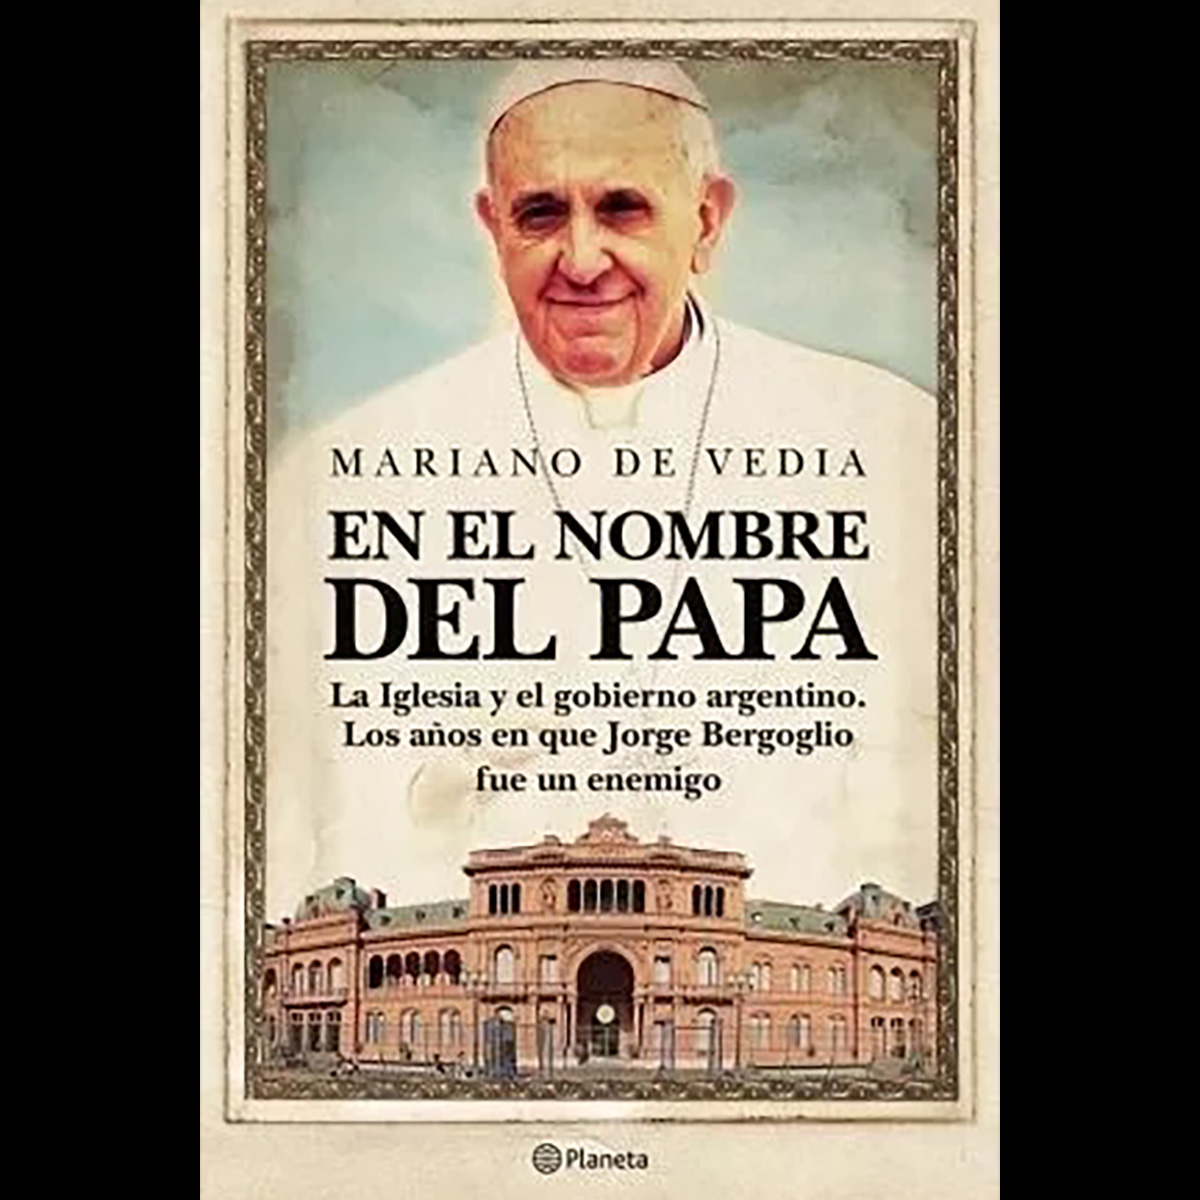 MARIANO DE VEDIA
EN EL NOMBRE
DEL PAPA
La Iglesia y el gobierno argentino.
Los años en que Jorge Bergoglio
fue un enemigo
Planeta